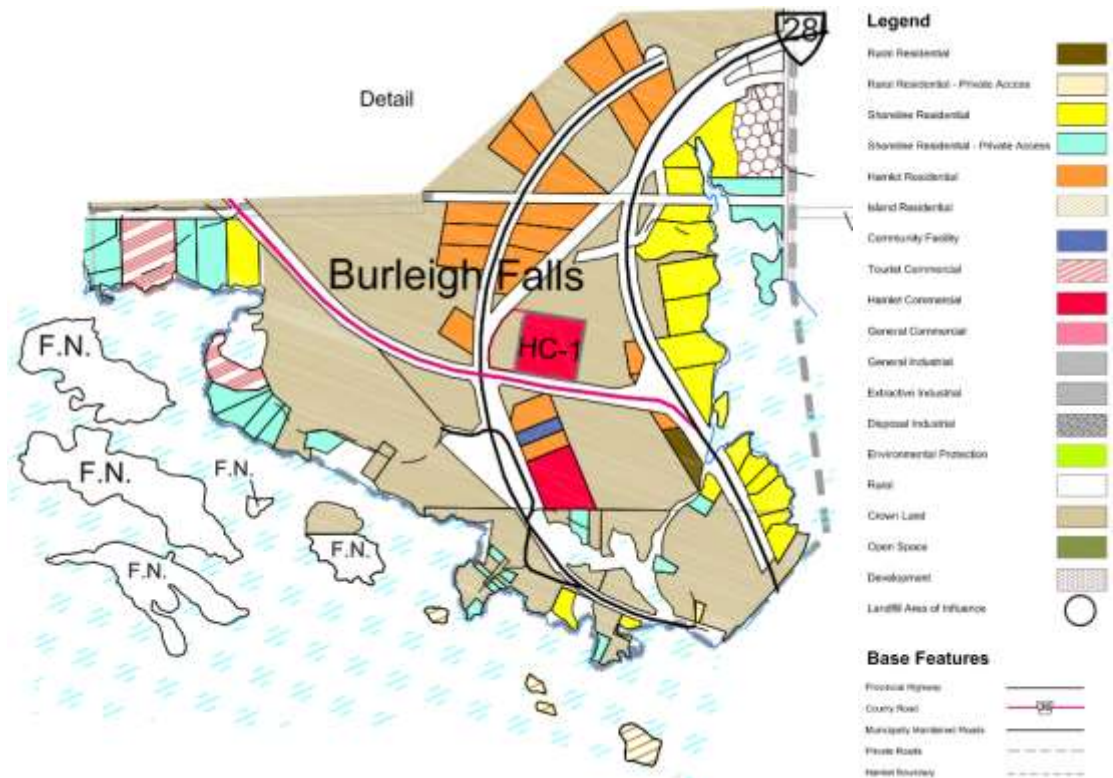 28
Detail
Burleigh Falls
HC-1
F.N.
F.N.
F.N.
F.N.
F.N.
Legend
Rural Residential
Rural Residential - Private Access
Shoreline Residential
Shoreline Residential - Private Access
Hamlet Residential
Island Residential
Community Facility
Tourist Commercial
Hamlet Commercial
General Commercial
General Industrial
Extractive Industrial
Disposal Industrial
Environmental Protection
Rural
Crown Land
Open Space
Development
Landfill Area of Influence
Base Features
Provincial Highway
County Road
Municipally Maintained Roads
Private Roads
Hamlet Boundary